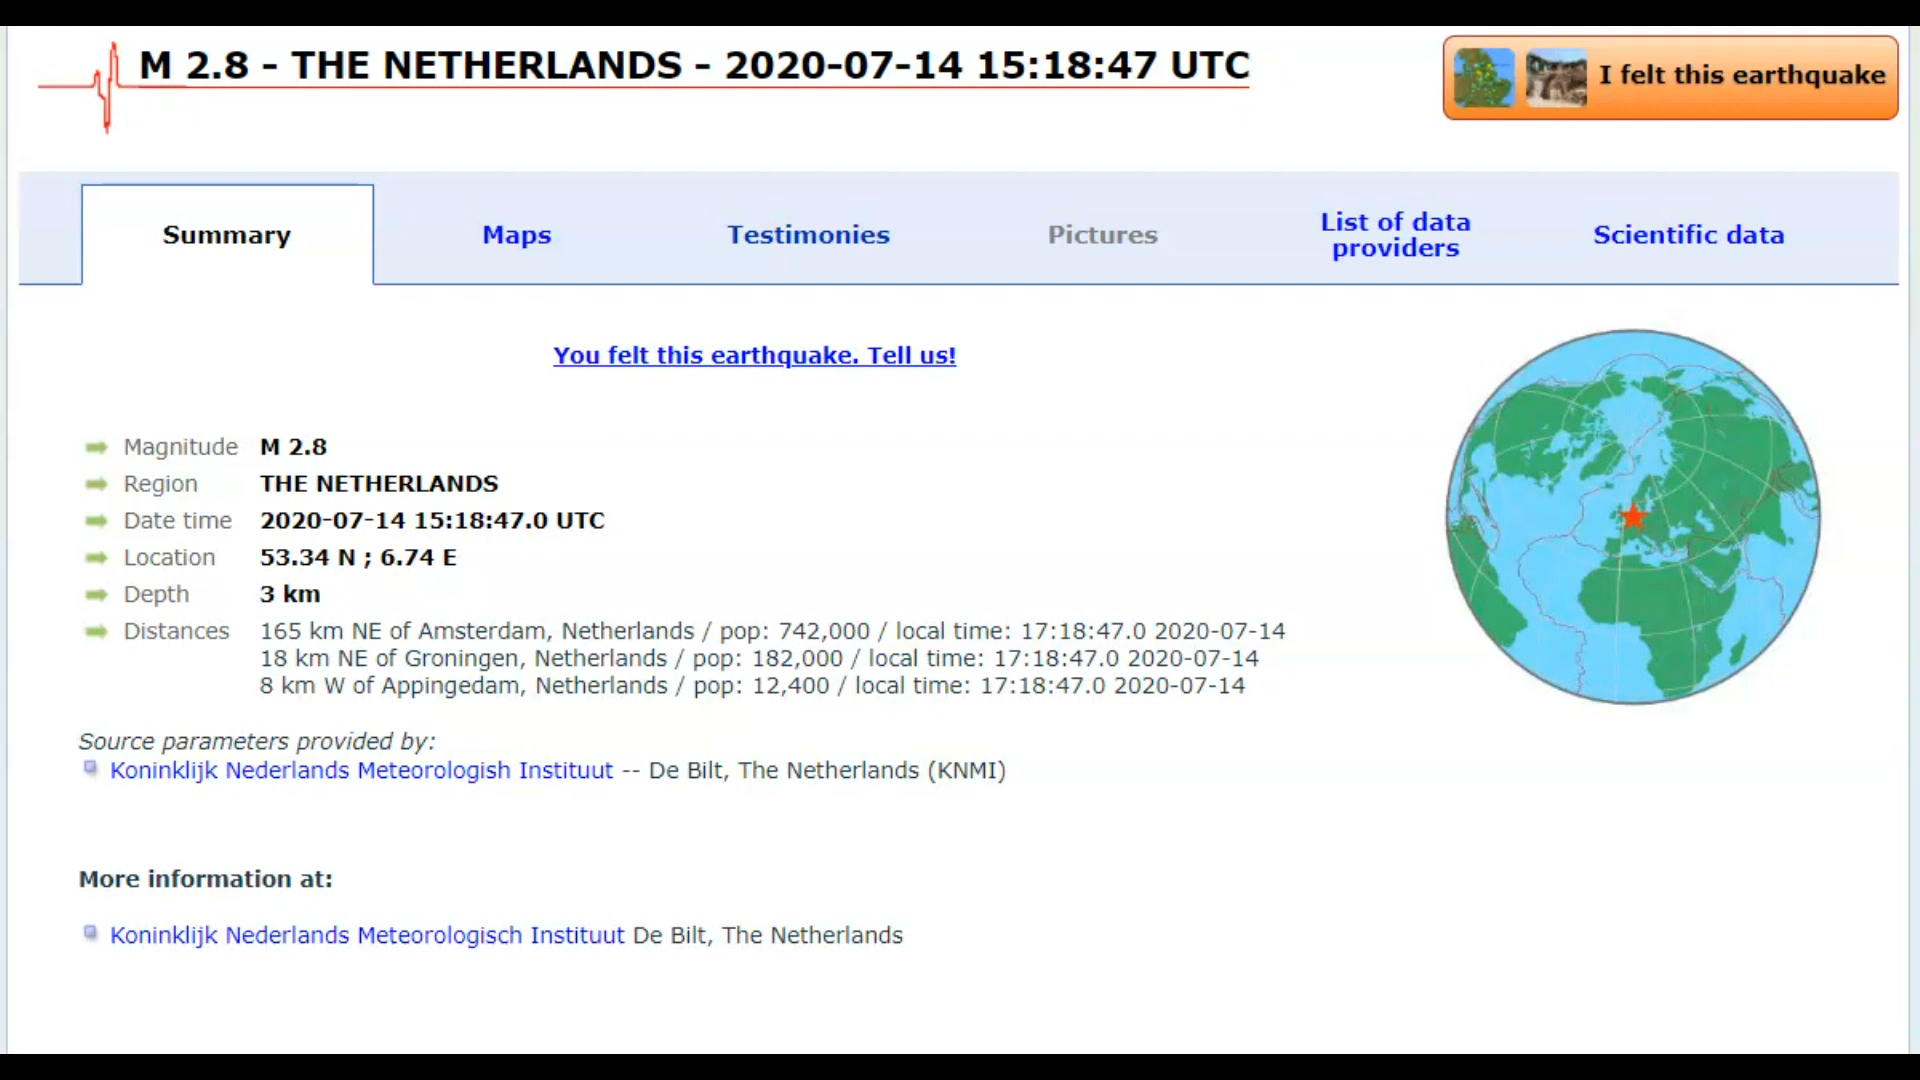 M 2.8 - THE NETHERLANDS - 2020-07-14 15:18:47 UTC
I felt this earthquake
Summary
Maps
Testimonies
Pictures
List of data
providers
Scientific data
You felt this earthquake. Tell us!
Magnitude M 2.8
Region THE NETHERLANDS
Date time 2020-07-14 15:18:47.0 UTC
Location 53.34 N ; 6.74 E
Depth 3 km
Distances 165 km NE of Amsterdam, Netherlands / pop: 742,000 / local time: 17:18:47.0 2020-07-14
18 km NE of Groningen, Netherlands / pop: 182,000 / local time: 17:18:47.0 2020-07-14
8 km W of Appingedam, Netherlands / pop: 12,400 / local time: 17:18:47.0 2020-07-14
Source parameters provided by:
Koninklijk Nederlands Meteorologish Instituut -- De Bilt, The Netherlands (KNMI)
More information at:
Koninklijk Nederlands Meteorologisch Instituut De Bilt, The Netherlands